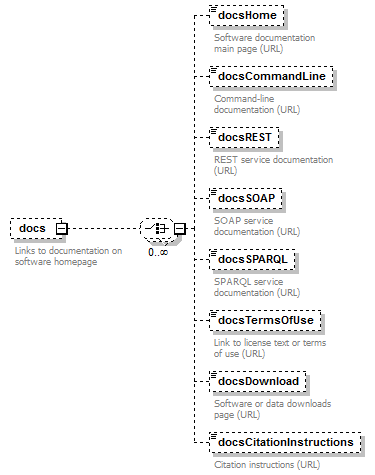 docsHome
Software documentation
main page (URL)
docsCommandLine
Command-line
documentation (URL)
docsREST
REST service documentation
(URL)
docsSOAP
SOAP service
documentation (URL)
docs
Links to documentation on
software homepage
0..∞
docsSPARQL
SPARQL service
documentation (URL)
docsTermsOfUse
Link to license text or terms
of use (URL)
docsDownload
Software or data downloads
page (URL)
docsCitationInstructions
Citation instructions (URL)